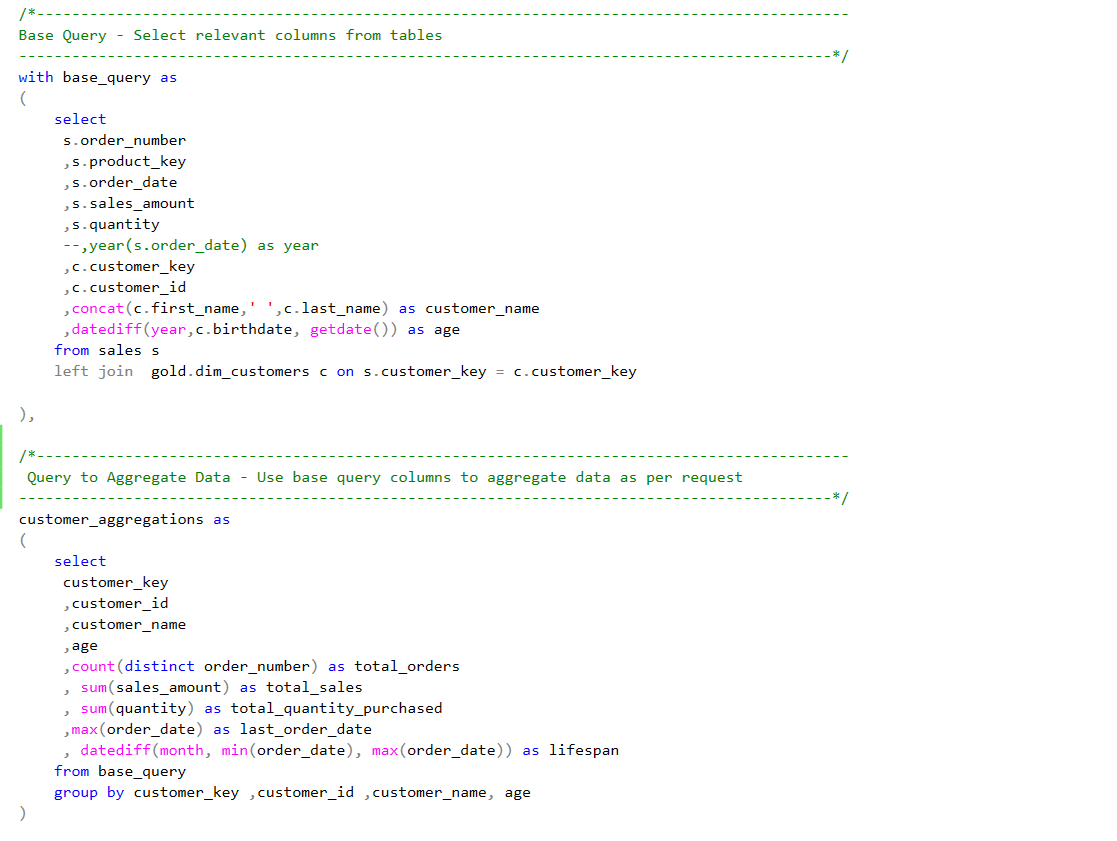 /*--------------------------------------------------------------------------------------------
Base Query - Select relevant columns from tables
--------------------------------------------------------------------------------------------*/
with base_query as
(
    select
     s.order_number
     ,s.product_key
     ,s.order_date
     ,s.sales_amount
     ,s.quantity
     --,year(s.order_date) as year
     ,c.customer_key
     ,c.customer_id
     ,concat(c.first_name,' ',c.last_name) as customer_name
     ,datediff(year,c.birthdate, getdate()) as age
    from sales s
    left join  gold.dim_customers c on s.customer_key = c.customer_key
),
/*--------------------------------------------------------------------------------------------
 Query to Aggregate Data - Use base query columns to aggregate data as per request
--------------------------------------------------------------------------------------------*/
customer_aggregations as
(
    select
     customer_key
     ,customer_id
     ,customer_name
     ,age
     ,count(distinct order_number) as total_orders
     , sum(sales_amount) as total_sales
     , sum(quantity) as total_quantity_purchased
     ,max(order_date) as last_order_date
     , datediff(month, min(order_date), max(order_date)) as lifespan
    from base_query
    group by customer_key ,customer_id ,customer_name, age
)